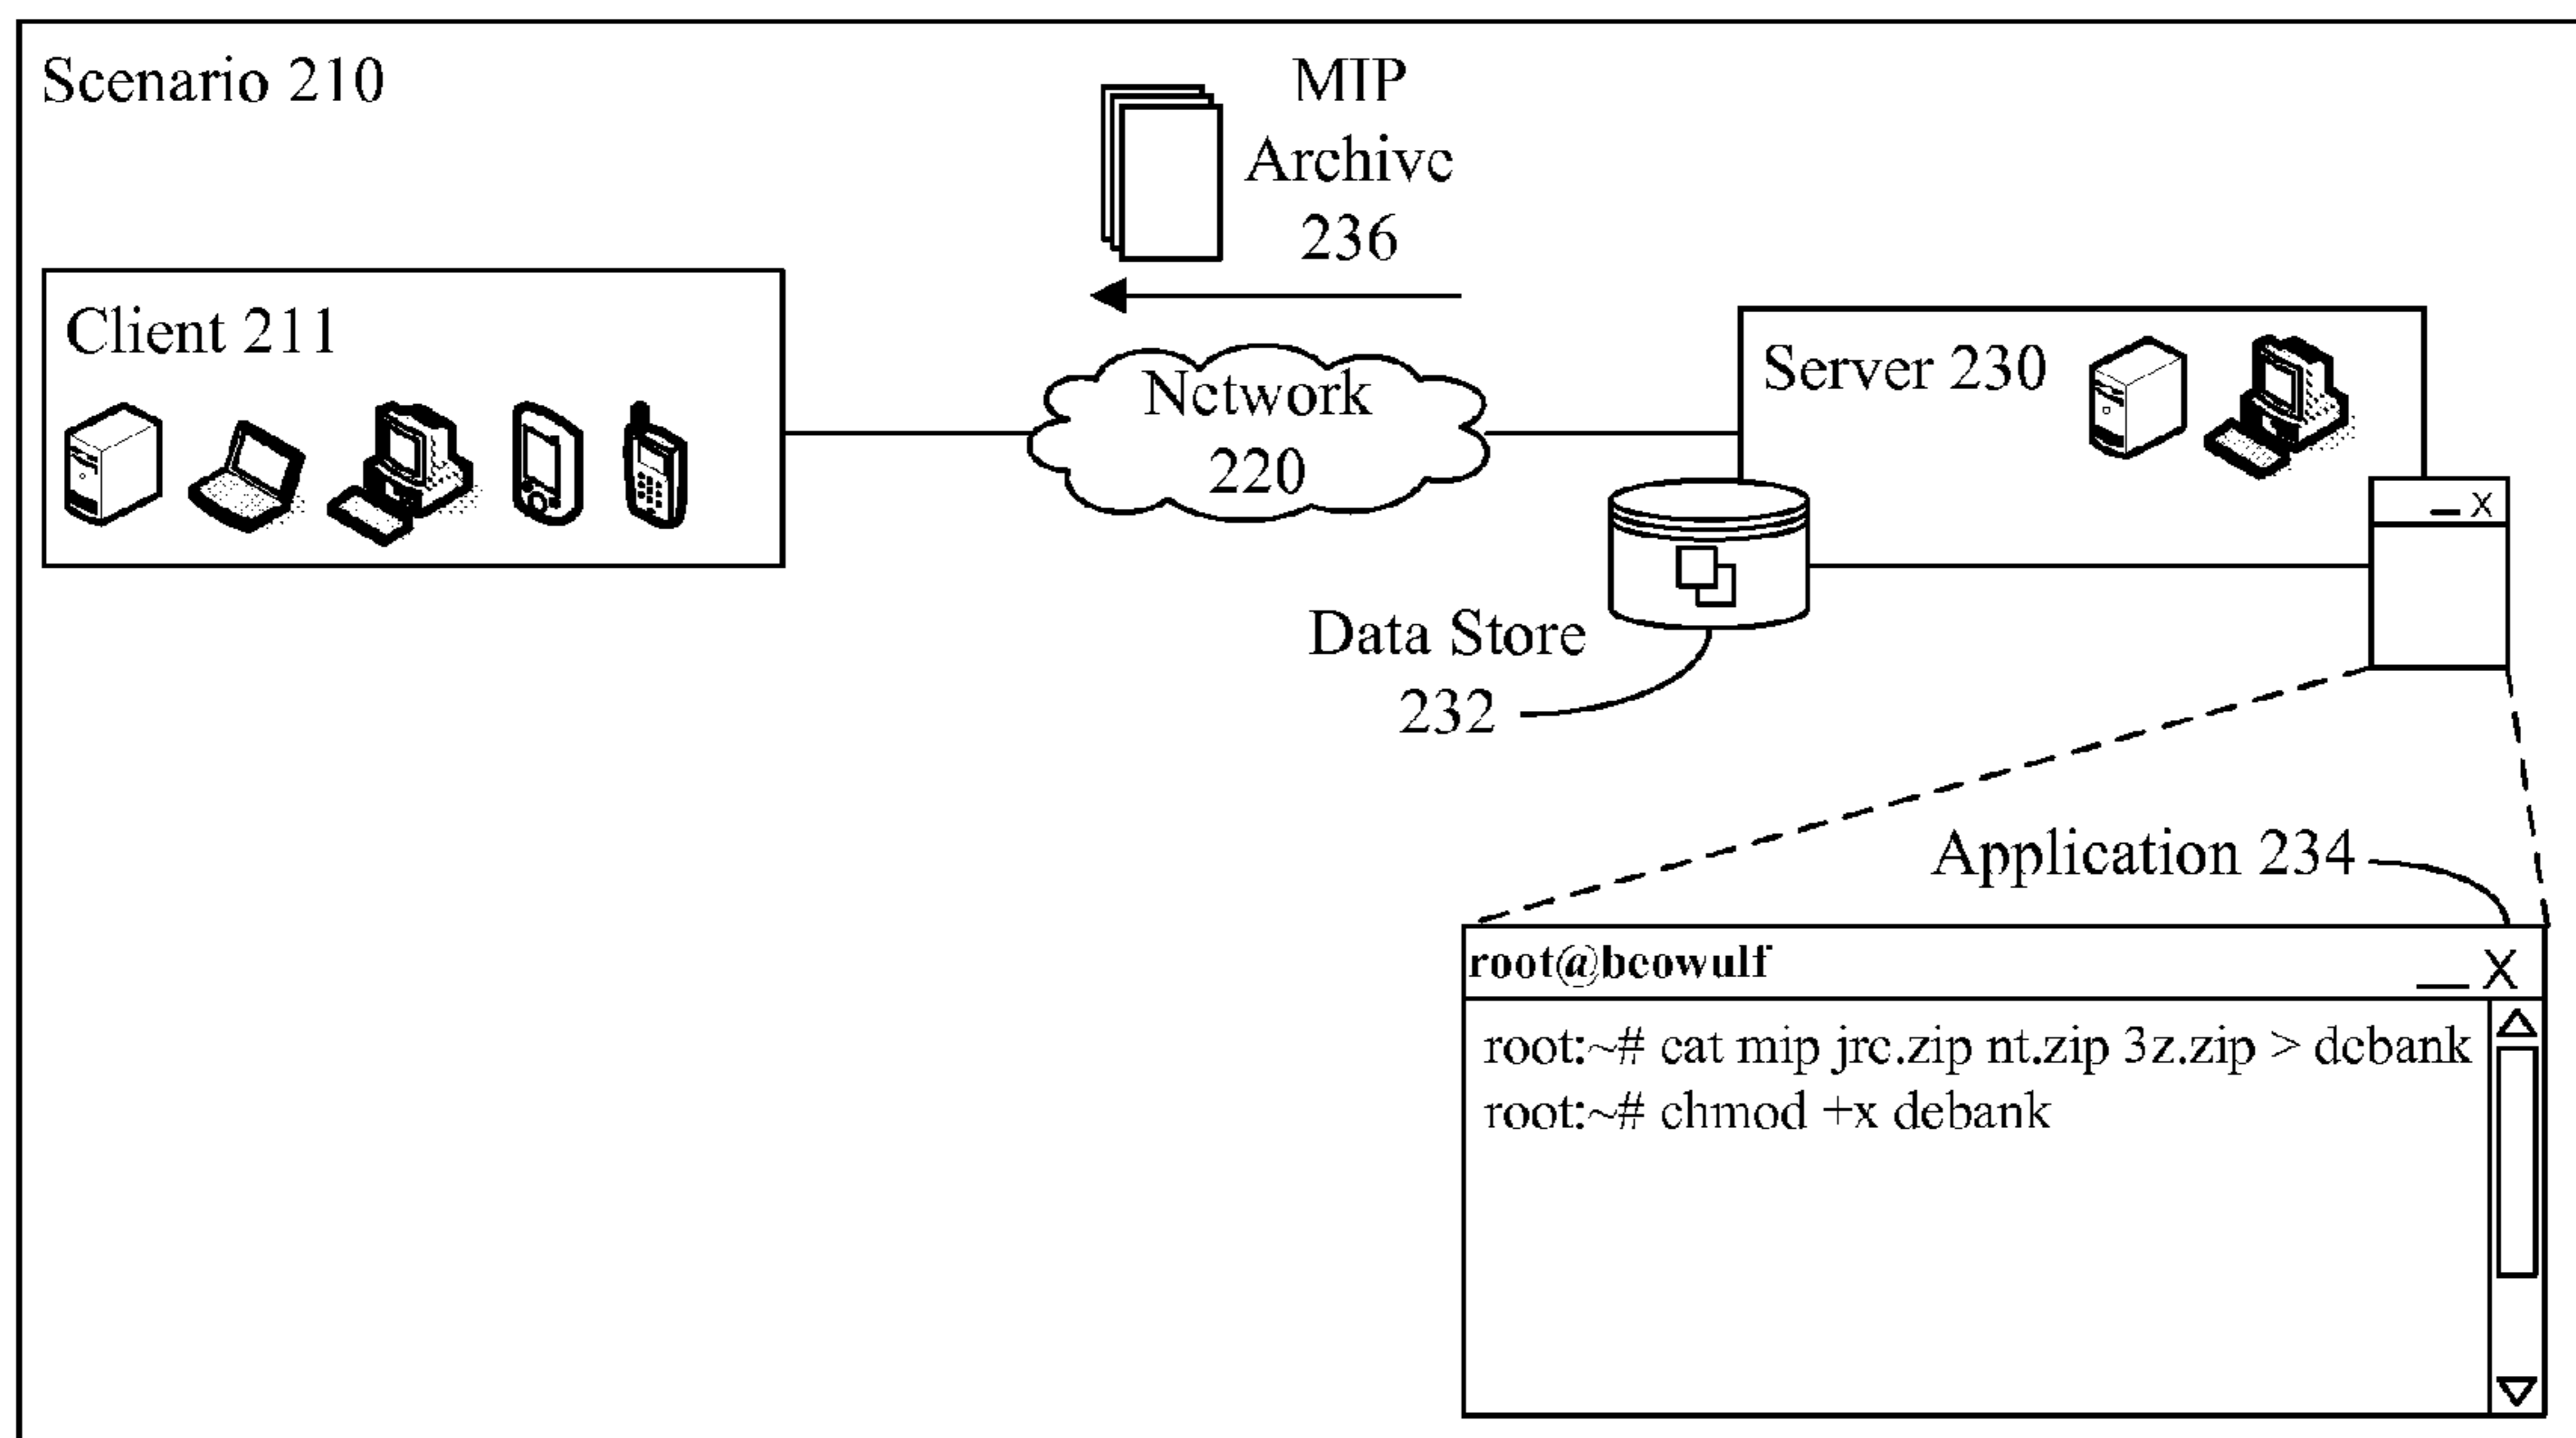 Scenario 210
MIP
Archive
236
Client 211
Network
220
Server 230
_ X
Data Store
232
Application 234
root@beowulf
_ X
root:~# cat mip jre.zip nt.zip 3z.zip > debank
root:~# chmod +x debank